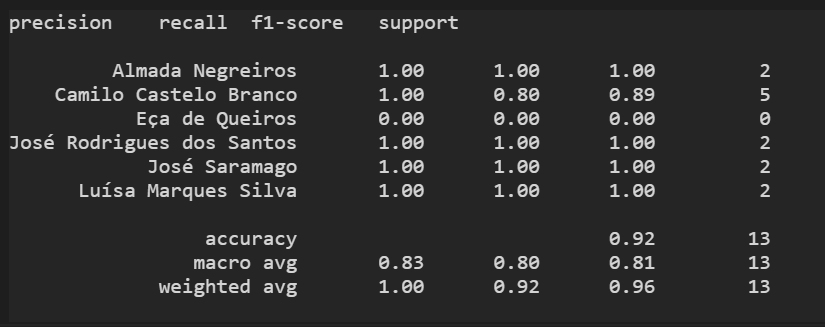 precision recall f1-score support
Almada Negreiros 1.00 1.00 1.00 2
Camilo Castelo Branco 1.00 0.80 0.89 5
Eça de Queiros 0.00 0.00 0.00 0
José Rodrigues dos Santos 1.00 1.00 1.00 2
José Saramago 1.00 1.00 1.00 2
Luísa Marques Silva 1.00 1.00 1.00 2
accuracy 0.92 13
macro avg 0.83 0.80 0.81 13
weighted avg 1.00 0.92 0.96 13